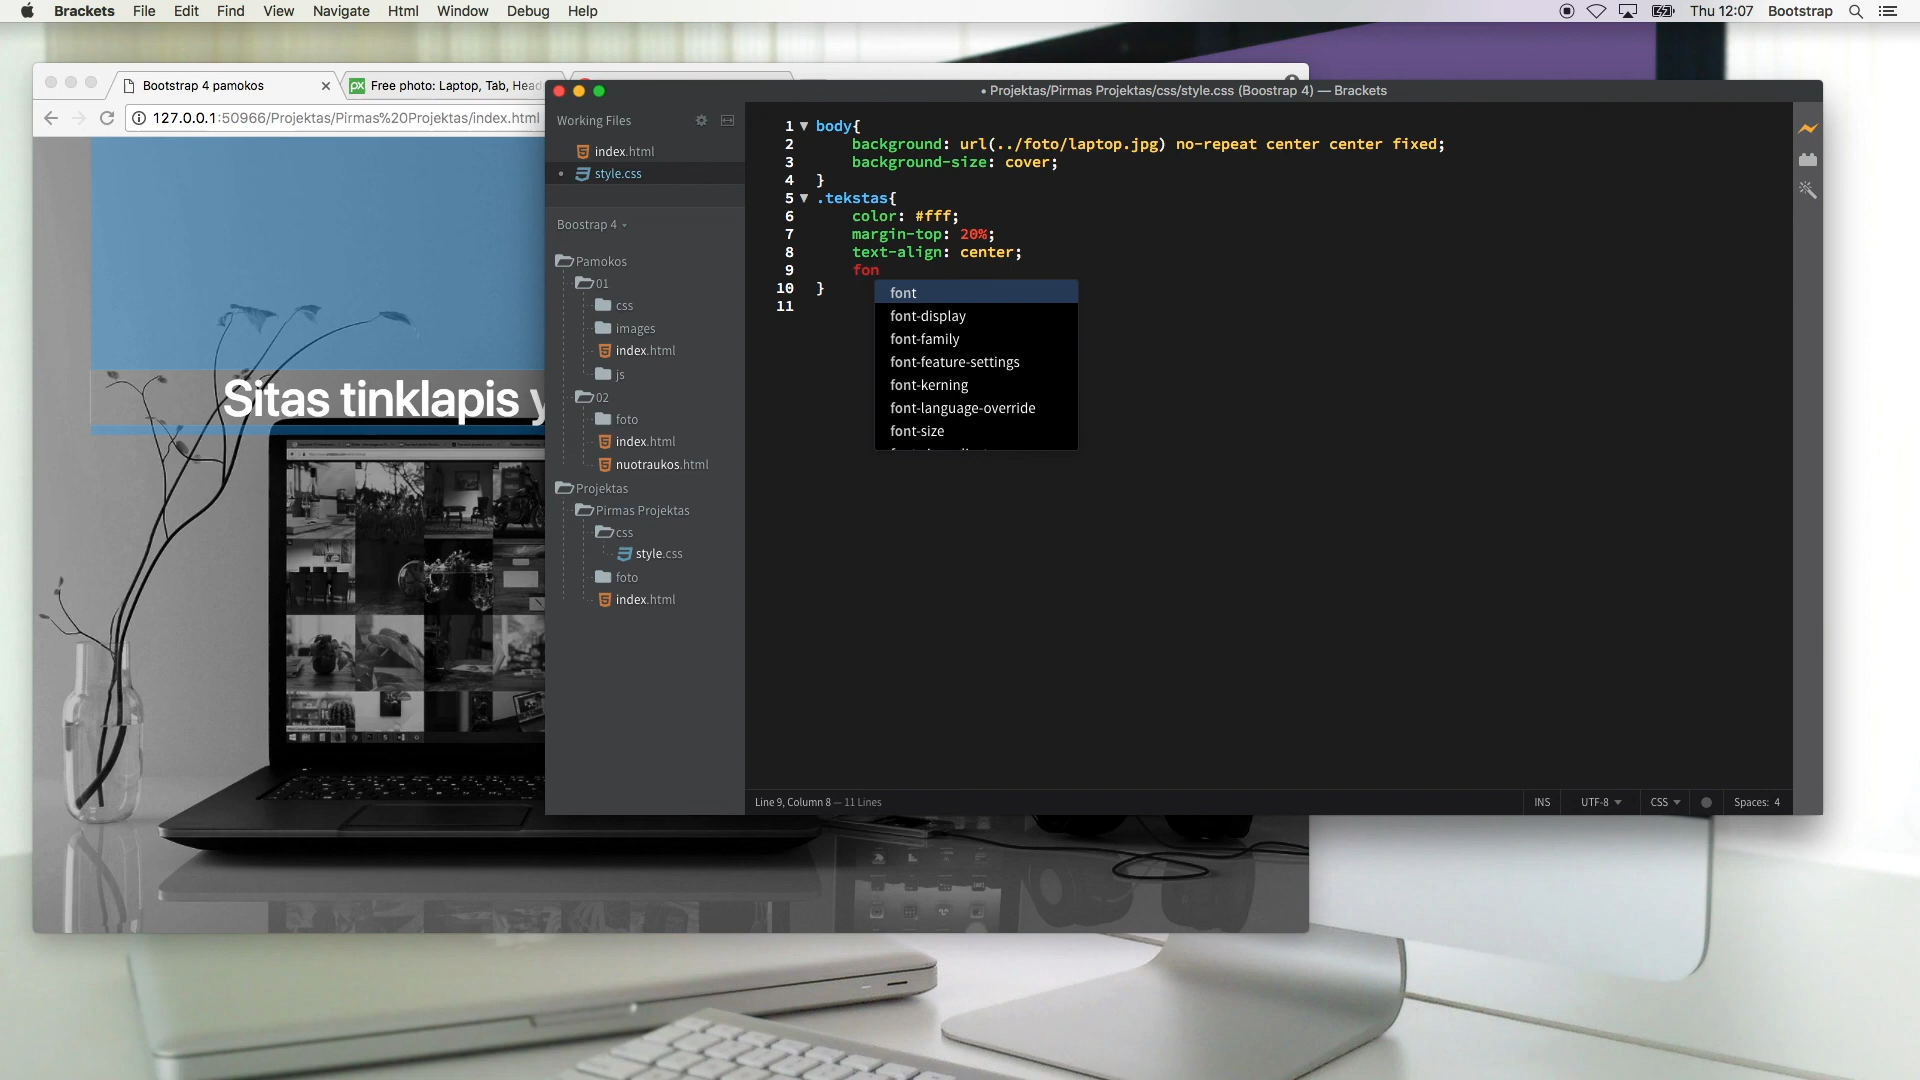 Brackets File Edit Find View Navigate Html Window Debug Help
Thu 12:07 Bootstrap
Bootstrap 4 pamokos
Free photo: Laptop, Tab, Head
127.0.0.1:50966/Projektas/Pirmas%20Projektas/index.html
Sitas tinklapis
• Projektas/Pirmas Projektas/css/style.css (Boostrap 4) — Brackets
Working Files
index.html
• style.css
Boostrap 4
Pamokos
01
css
images
index.html
js
02
foto
index.html
nuotraukos.html
Projektas
Pirmas Projektas
css
style.css
foto
index.html
1 body{
2 background: url(../foto/laptop.jpg) no-repeat center center fixed;
3 background-size: cover;
4 }
5 .tekstas{
6 color: #fff;
7 margin-top: 20%;
8 text-align: center;
9 fon
10 }
11
font
font-display
font-family
font-feature-settings
font-kerning
font-language-override
font-size
Line 9, Column 8 — 11 Lines
INS UTF-8 CSS Spaces: 4